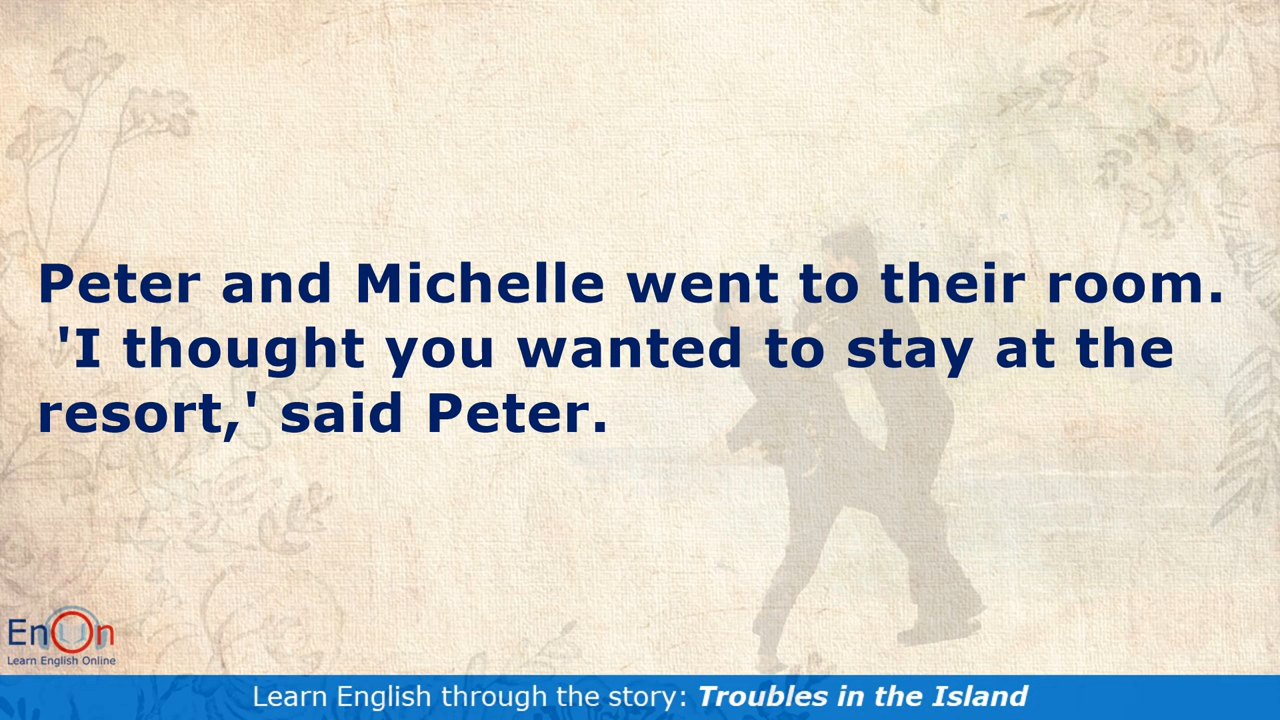 Peter and Michelle went to their room.
'I thought you wanted to stay at the
resort,' said Peter.
EnOn
Learn English Online
Learn English through the story: Troubles in the Island